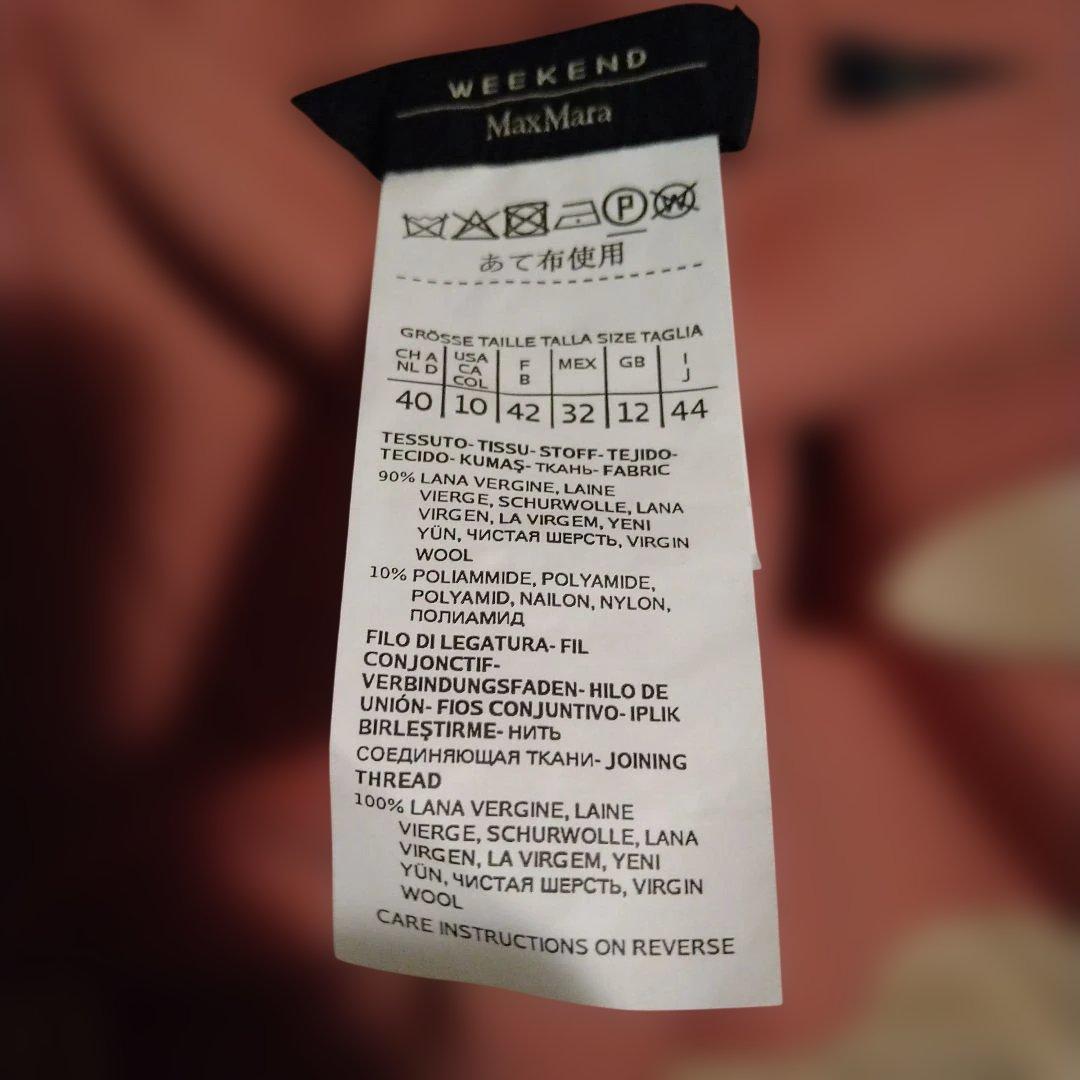 WEEKEND
MaxMara
P W
あて布使用
GRÖSSE TAILLE TALLA SIZE TAGLIA
CH A USA F MEX GB I
NL D CA B J
COL
40 10 42 32 12 44
TESSUTO- TISSU- STOFF- TEJIDO-
TECIDO- KUMAŞ- ТКАНЬ- FABRIC
90% LANA VERGINE, LAINE
VIERGE, SCHURWOLLE, LANA
VIRGEN, LA VIRGEM, YENI
YÜN, ЧИСТАЯ ШЕРСТЬ, VIRGIN
WOOL
10% POLIAMMIDE, POLYAMIDE,
POLYAMID, NAILON, NYLON,
ПОЛИАМИД
FILO DI LEGATURA- FIL
CONJONCTIF-
VERBINDUNGSFADEN- HILO DE
UNIÓN- FIOS CONJUNTIVO- IPLIK
BIRLEŞTIRME- НИТЬ
СОЕДИНЯЮЩАЯ ТКАНИ- JOINING
THREAD
100% LANA VERGINE, LAINE
VIERGE, SCHURWOLLE, LANA
VIRGEN, LA VIRGEM, YENI
YÜN, ЧИСТАЯ ШЕРСТЬ, VIRGIN
WOOL
CARE INSTRUCTIONS ON REVERSE